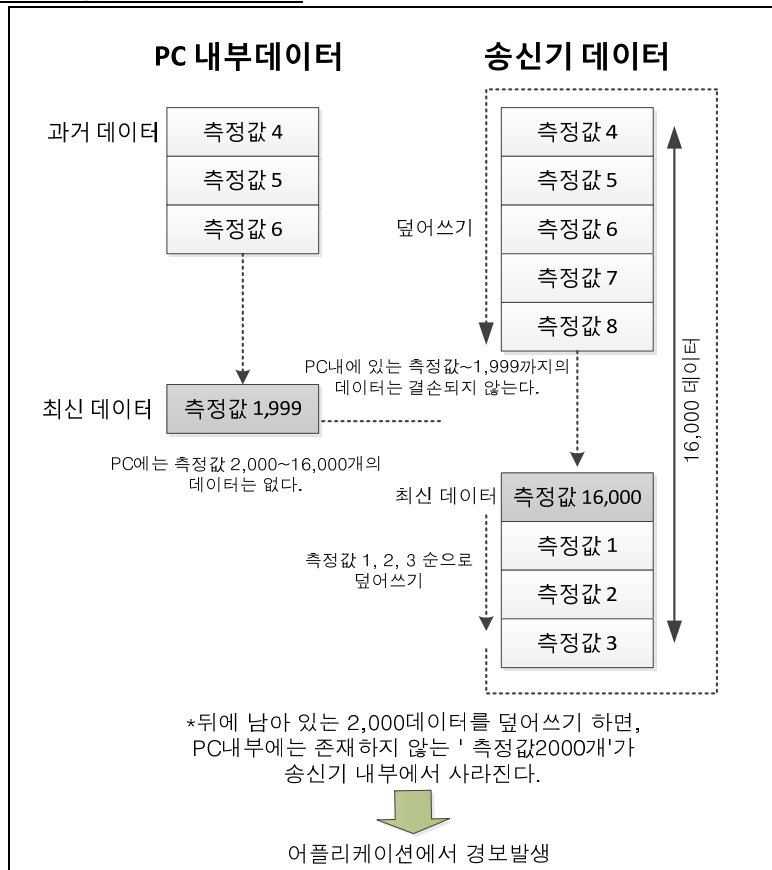 PC 내부데이터
송신기 데이터
과거 데이터
측정값 4
측정값 5
측정값 6
최신 데이터
측정값 1,999
PC에는 측정값 2,000~16,000개의
데이터는 없다.
덮어쓰기
측정값 4
측정값 5
측정값 6
측정값 7
측정값 8
PC내에 있는 측정값~1,999까지의
데이터는 결손되지 않는다.
16,000 데이터
최신 데이터
측정값 16,000
측정값 1
측정값 2
측정값 3
측정값 1, 2, 3 순으로
덮어쓰기
*뒤에 남아 있는 2,000데이터를 덮어쓰기 하면,
PC내부에는 존재하지 않는 ' 측정값2000개'가
송신기 내부에서 사라진다.
어플리케이션에서 경보발생